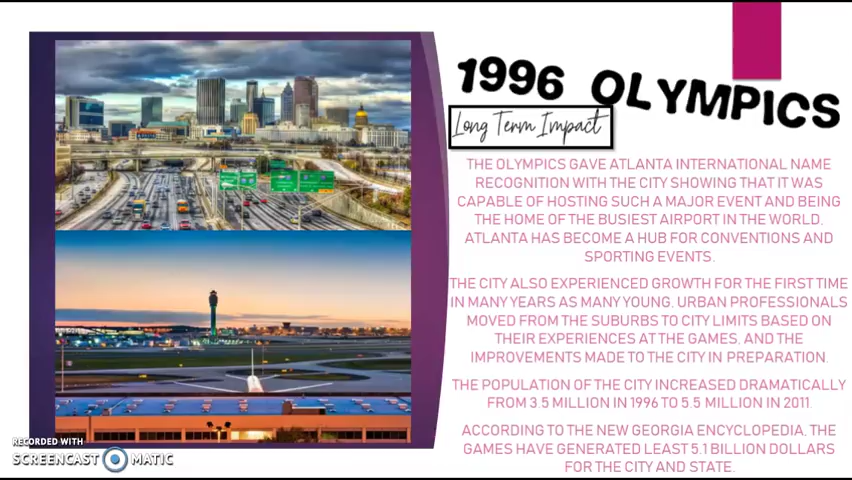 1996 OLYMPICS
Long Term Impact
THE OLYMPICS GAVE ATLANTA INTERNATIONAL NAME
RECOGNITION WITH THE CITY SHOWING THAT IT WAS
CAPABLE OF HOSTING SUCH A MAJOR EVENT AND BEING
THE HOME OF THE BUSIEST AIRPORT IN THE WORLD,
ATLANTA HAS BECOME A HUB FOR CONVENTIONS AND
SPORTING EVENTS.
THE CITY ALSO EXPERIENCED GROWTH FOR THE FIRST TIME
IN MANY YEARS AS MANY YOUNG, URBAN PROFESSIONALS
MOVED FROM THE SUBURBS TO CITY LIMITS BASED ON
THEIR EXPERIENCES AT THE GAMES, AND THE
IMPROVEMENTS MADE TO THE CITY IN PREPARATION.
THE POPULATION OF THE CITY INCREASED DRAMATICALLY
FROM 3.5 MILLION IN 1996 TO 5.5 MILLION IN 2011
ACCORDING TO THE NEW GEORGIA ENCYCLOPEDIA, THE
GAMES HAVE GENERATED LEAST 5.1 BILLION DOLLARS
FOR THE CITY AND STATE.
RECORDED WITH
SCREENCAST MATIC